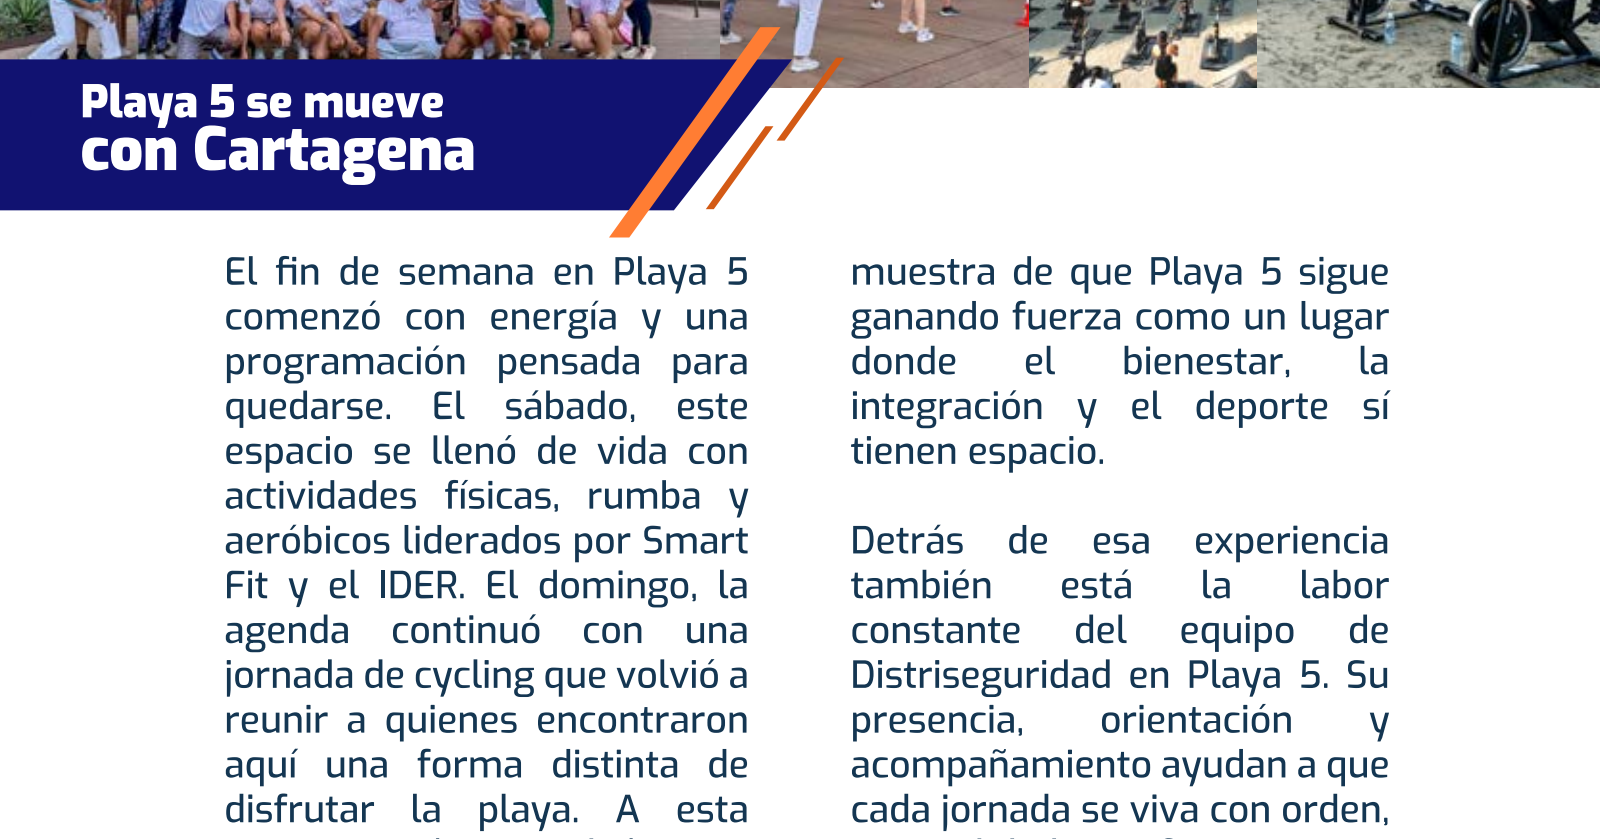 Playa 5 se mueve
con Cartagena
El fin de semana en Playa 5
comenzó con energía y una
programación pensada para
quedarse. El sábado, este
espacio se llenó de vida con
actividades físicas, rumba y
aeróbicos liderados por Smart
Fit y el IDER. El domingo, la
agenda continuó con una
jornada de cycling que volvió a
reunir a quienes encontraron
aquí una forma distinta de
disfrutar la playa. A esta
muestra de que Playa 5 sigue
ganando fuerza como un lugar
donde el bienestar, la
integración y el deporte sí
tienen espacio.
Detrás de esa experiencia
también está la labor
constante del equipo de
Distriseguridad en Playa 5. Su
presencia, orientación y
acompañamiento ayudan a que
cada jornada se viva con orden,